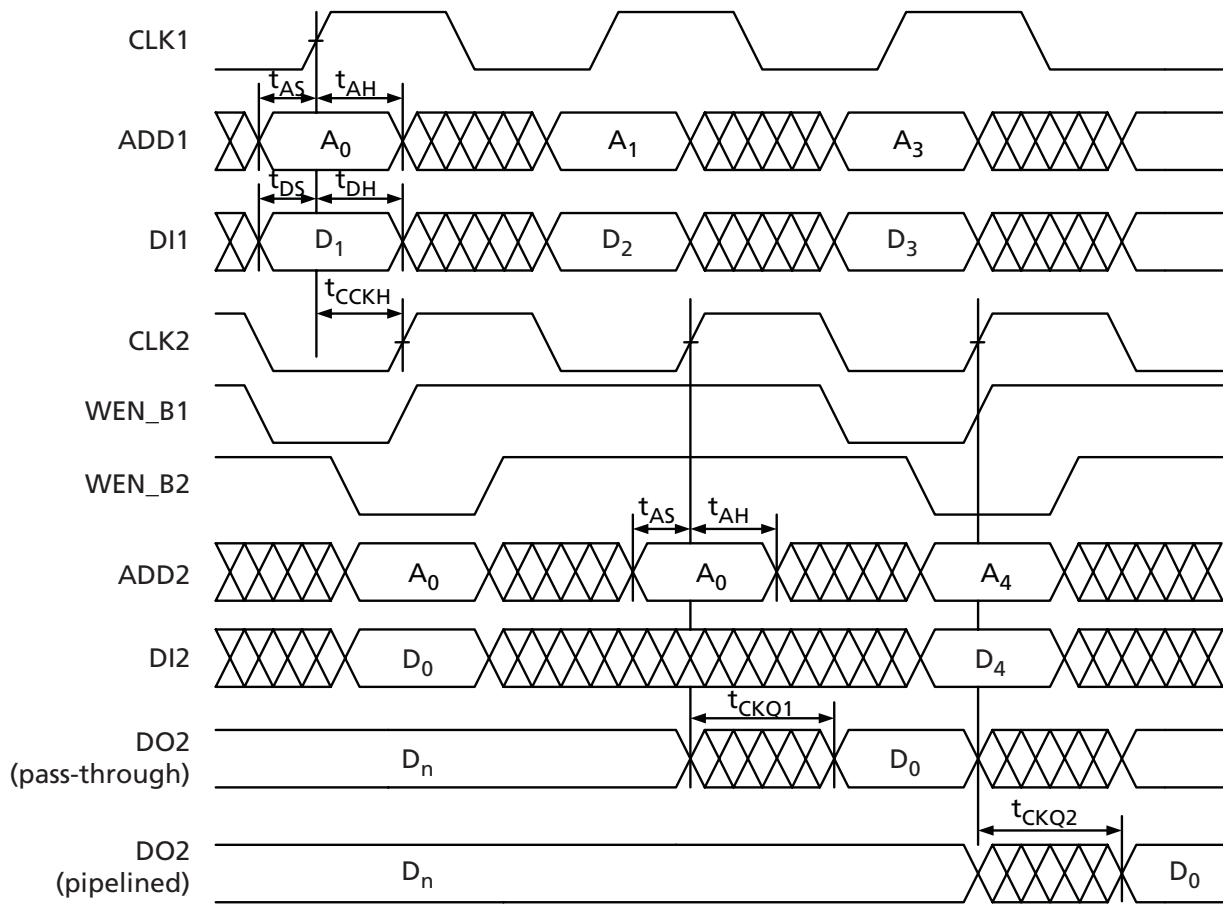 CLK1
tAS tAH
ADD1 A0 A1 A3
tDS tDH
DI1 D1 D2 D3
tCCKH
CLK2
WEN_B1
WEN_B2
tAS tAH
ADD2 A0 A0 A4
DI2 D0 D4
tCKQ1
DO2
(pass-through) Dn D0
tCKQ2
DO2
(pipelined) Dn D0